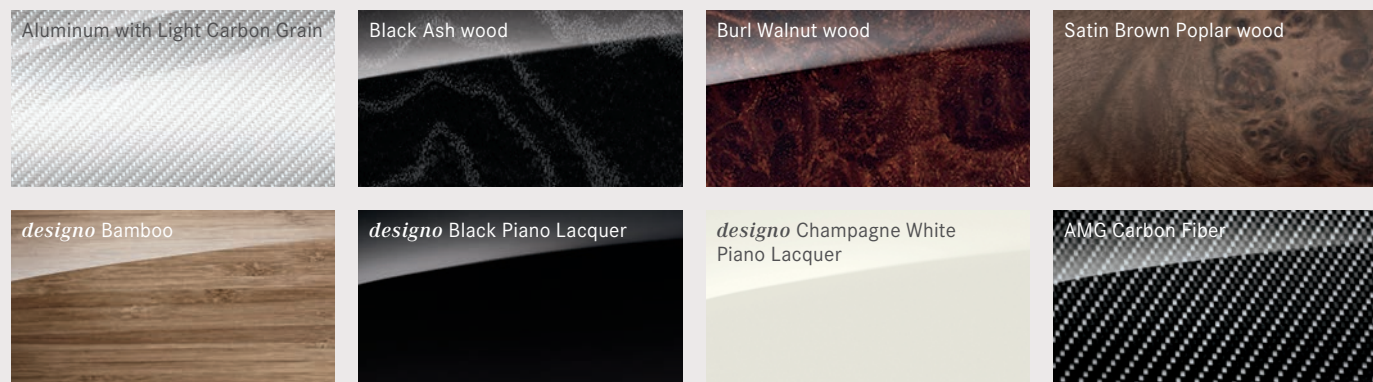 Aluminum with Light Carbon Grain
Black Ash wood
Burl Walnut wood
Satin Brown Poplar wood
designo Bamboo
designo Black Piano Lacquer
designo Champagne White
Piano Lacquer
AMG Carbon Fiber